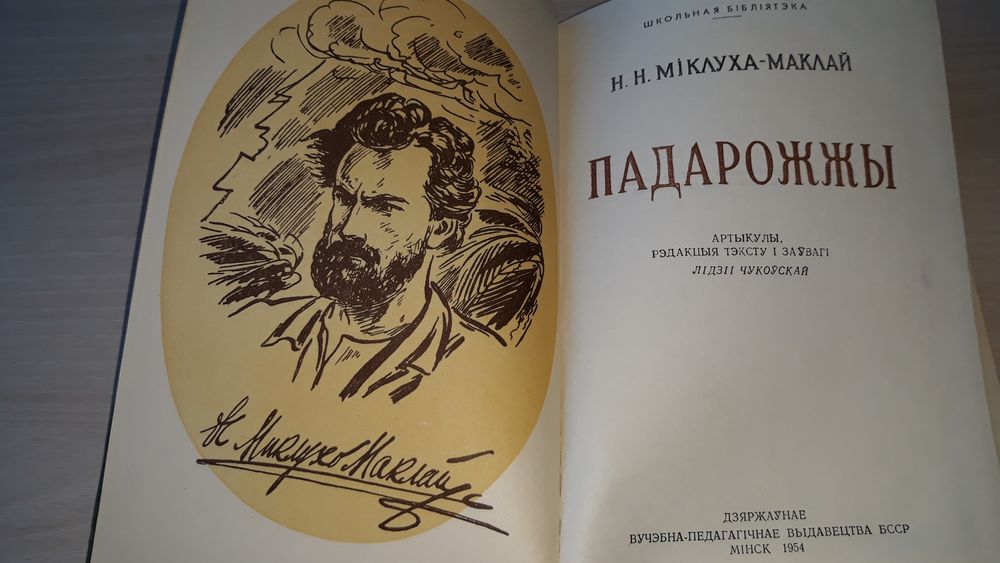 Н. Миклухо Маклай
ШКОЛЬНАЯ БІБЛІЯТЭКА
Н. Н. МІКЛУХА-МАКЛАЙ
ПАДАРОЖЖЫ
АРТЫКУЛЫ,
РЭДАКЦЫЯ ТЭКСТУ І ЗАЎВАГІ
ЛІДЗІІ ЧУКОЎСКАЙ
ДЗЯРЖАЎНАЕ
ВУЧЭБНА-ПЕДАГАГІЧНАЕ ВЫДАВЕЦТВА БССР
МІНСК 1954